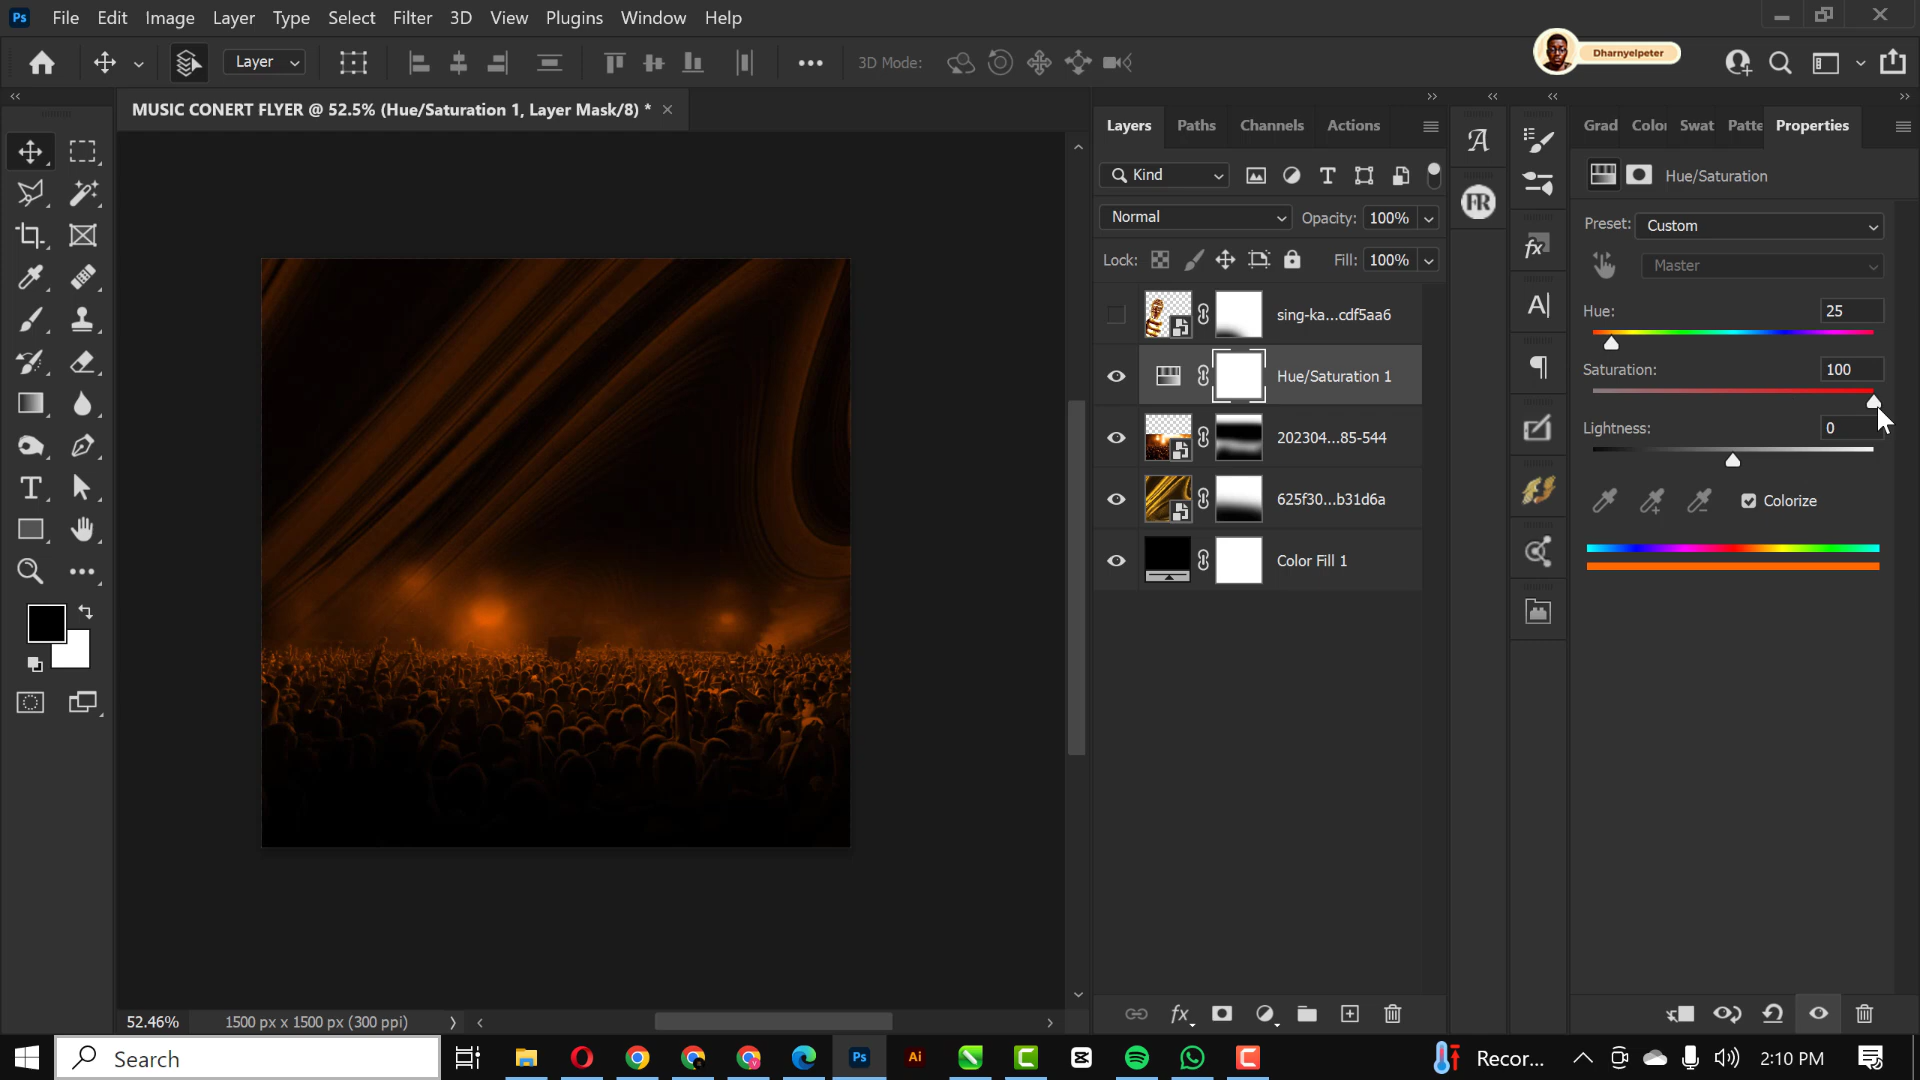 Ps File Edit Image Layer Type Select Filter 3D View Plugins Window Help
Layer 3D Mode: Dharnyelpeter
MUSIC CONERT FLYER @ 52.5% (Hue/Saturation 1, Layer Mask/8) *
Layers Paths Channels Actions
Grad Color Swat Patte Properties
Kind
Hue/Saturation
Normal Opacity: 100%
Preset: Custom
Lock: Fill: 100%
Master
sing-ka...cdf5aa6
Hue: 25
Hue/Saturation 1
Saturation: 100
202304...85-544
Lightness: 0
625f30...b31d6a
Colorize
Color Fill 1
52.46% 1500 px x 1500 px (300 ppi)
Search
Ps Ai
Recor... 2:10 PM